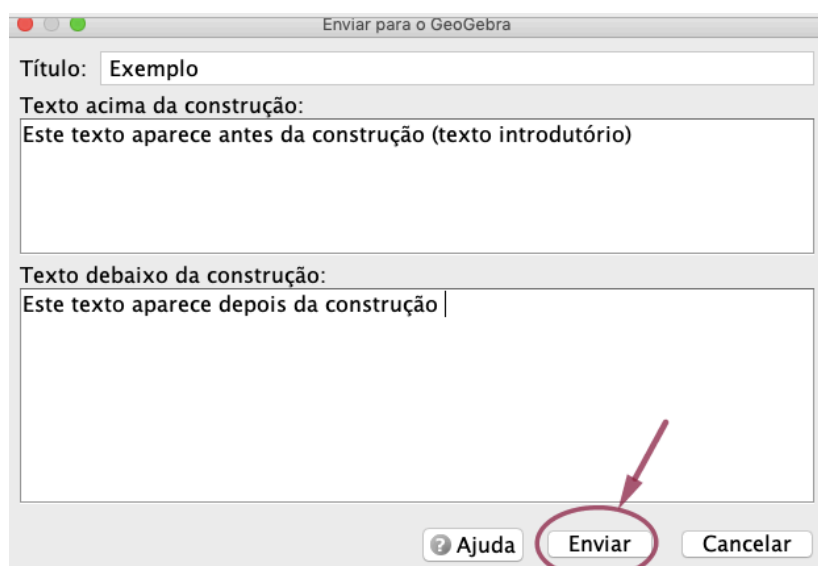 Enviar para o GeoGebra
Título: Exemplo
Texto acima da construção:
Este texto aparece antes da construção (texto introdutório)
Texto debaixo da construção:
Este texto aparece depois da construção
? Ajuda Enviar Cancelar